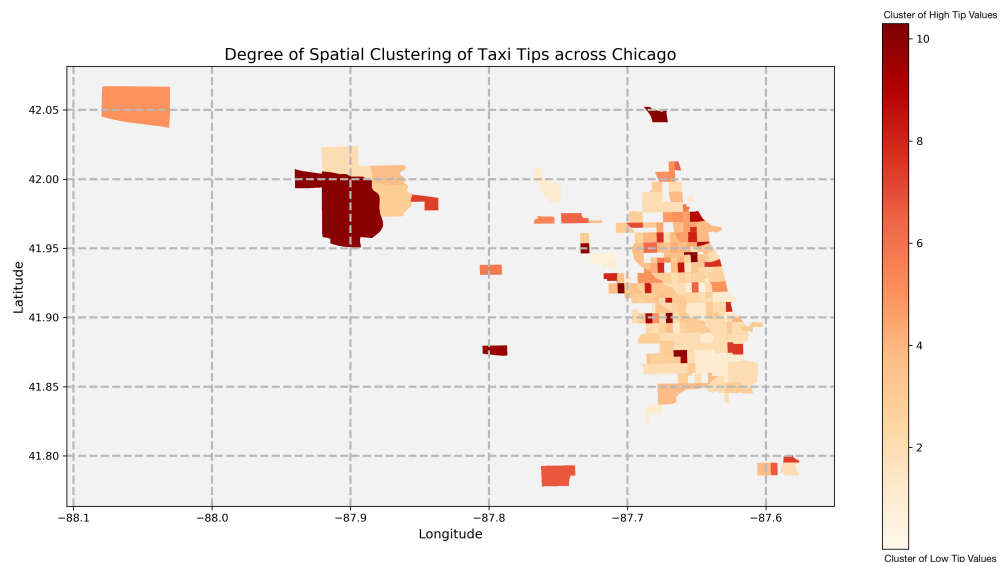 Cluster of High Tip Values
Degree of Spatial Clustering of Taxi Tips across Chicago
10
8
6
4
2
Cluster of Low Tip Values
42.05
42.00
41.95
41.90
41.85
41.80
Latitude
−88.1 −88.0 −87.9 −87.8 −87.7 −87.6
Longitude